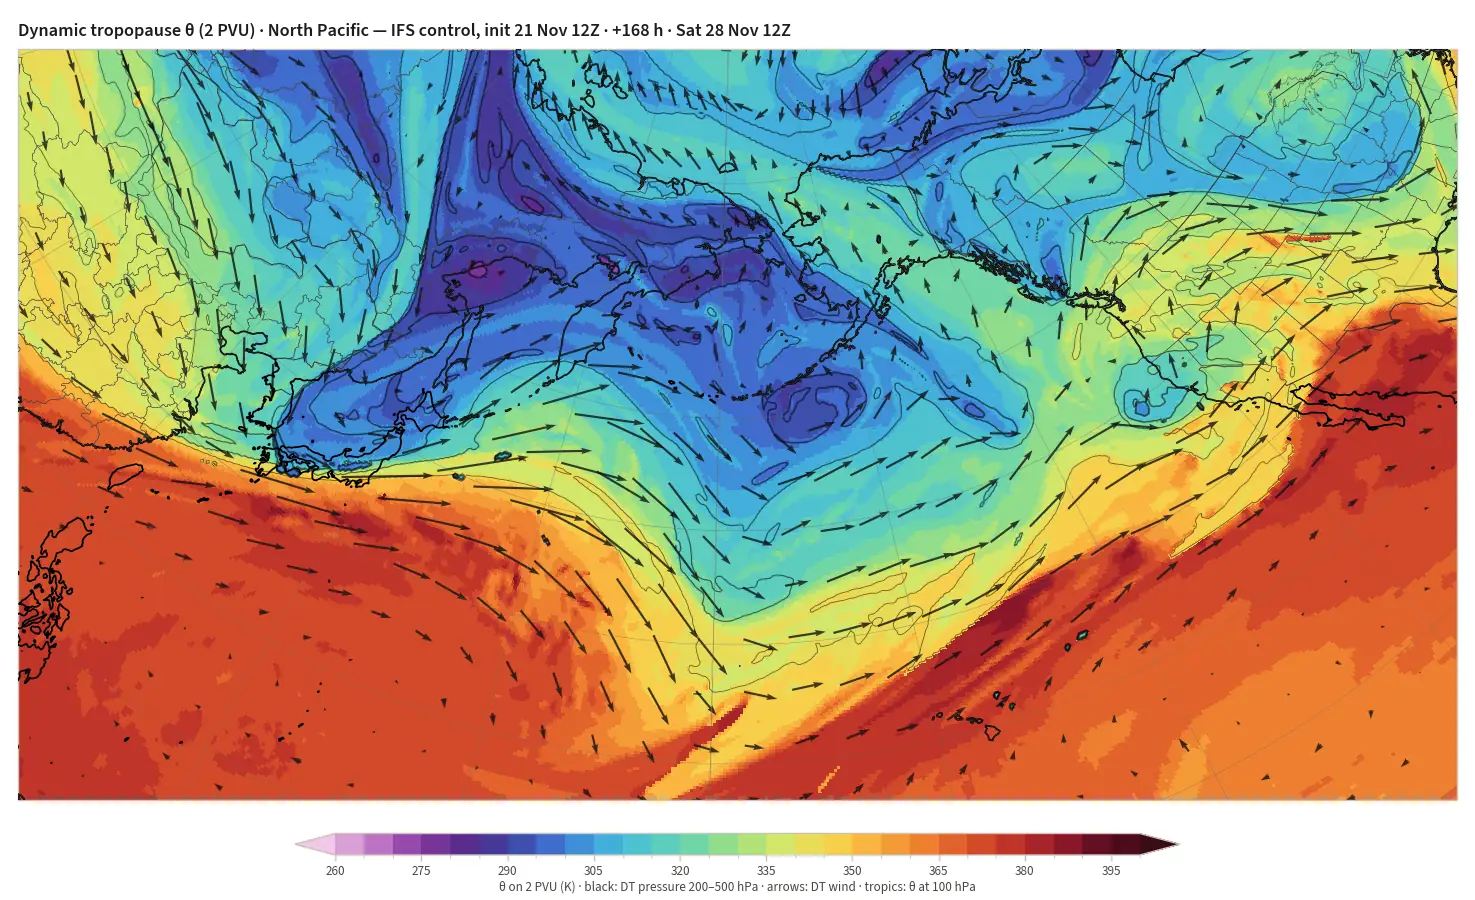 Dynamic tropopause θ (2 PVU) · North Pacific — IFS control, init 21 Nov 12Z · +168 h · Sat 28 Nov 12Z
260 275 290 305 320 335 350 365 380 395
θ on 2 PVU (K) · black: DT pressure 200–500 hPa · arrows: DT wind · tropics: θ at 100 hPa